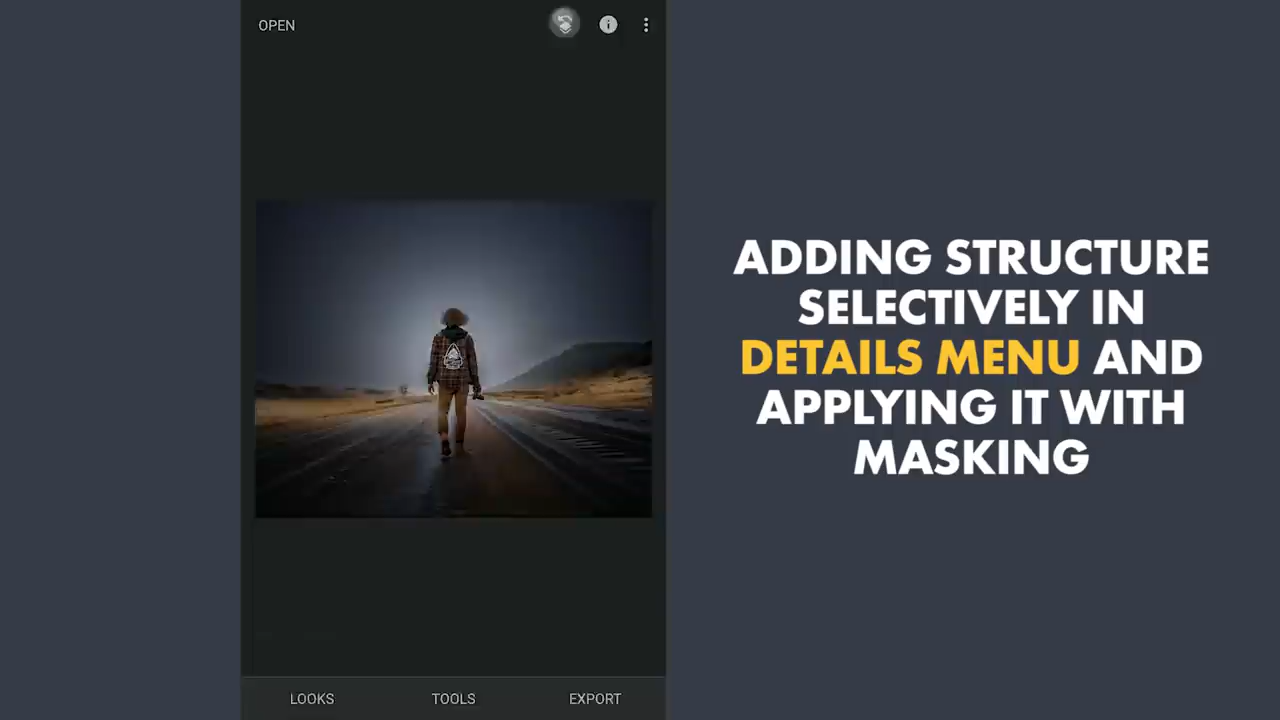 OPEN
ADDING STRUCTURE
SELECTIVELY IN
DETAILS MENU AND
APPLYING IT WITH
MASKING
LOOKS
TOOLS
EXPORT